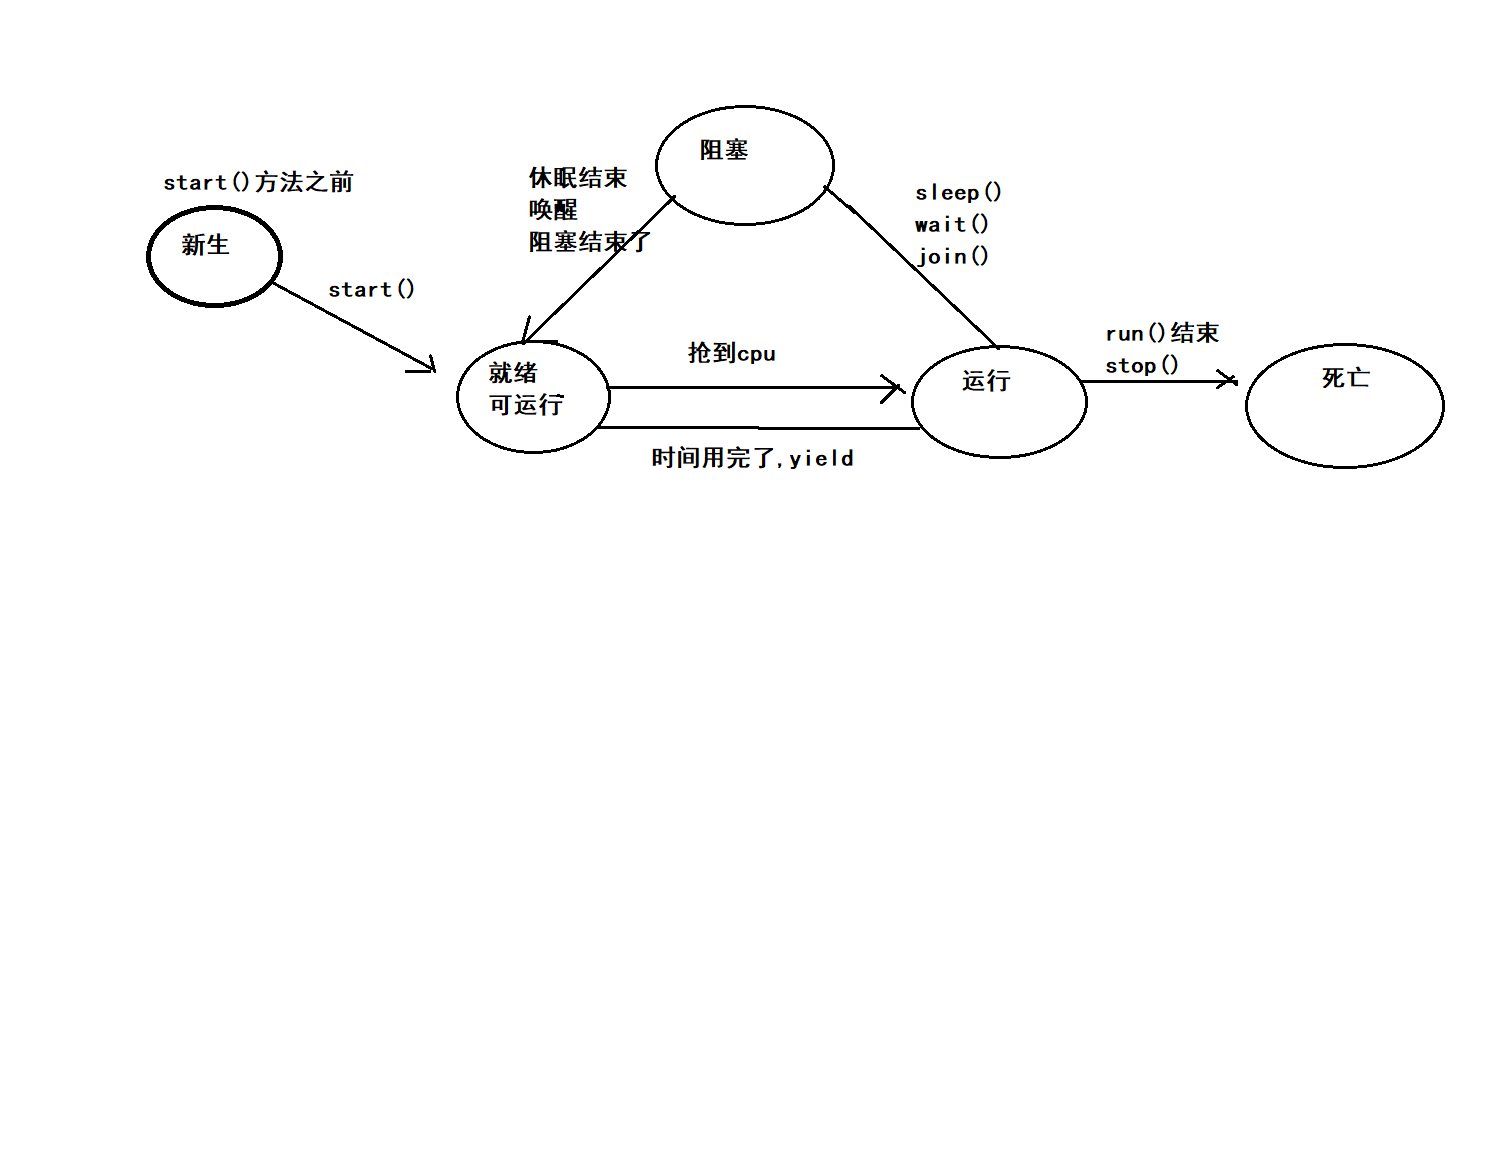 阻塞
start()方法之前
新生
start()
休眠结束
唤醒
阻塞结束了
sleep()
wait()
join()
就绪
可运行
抢到cpu
时间用完了,yield
运行
run()结束
stop()
死亡